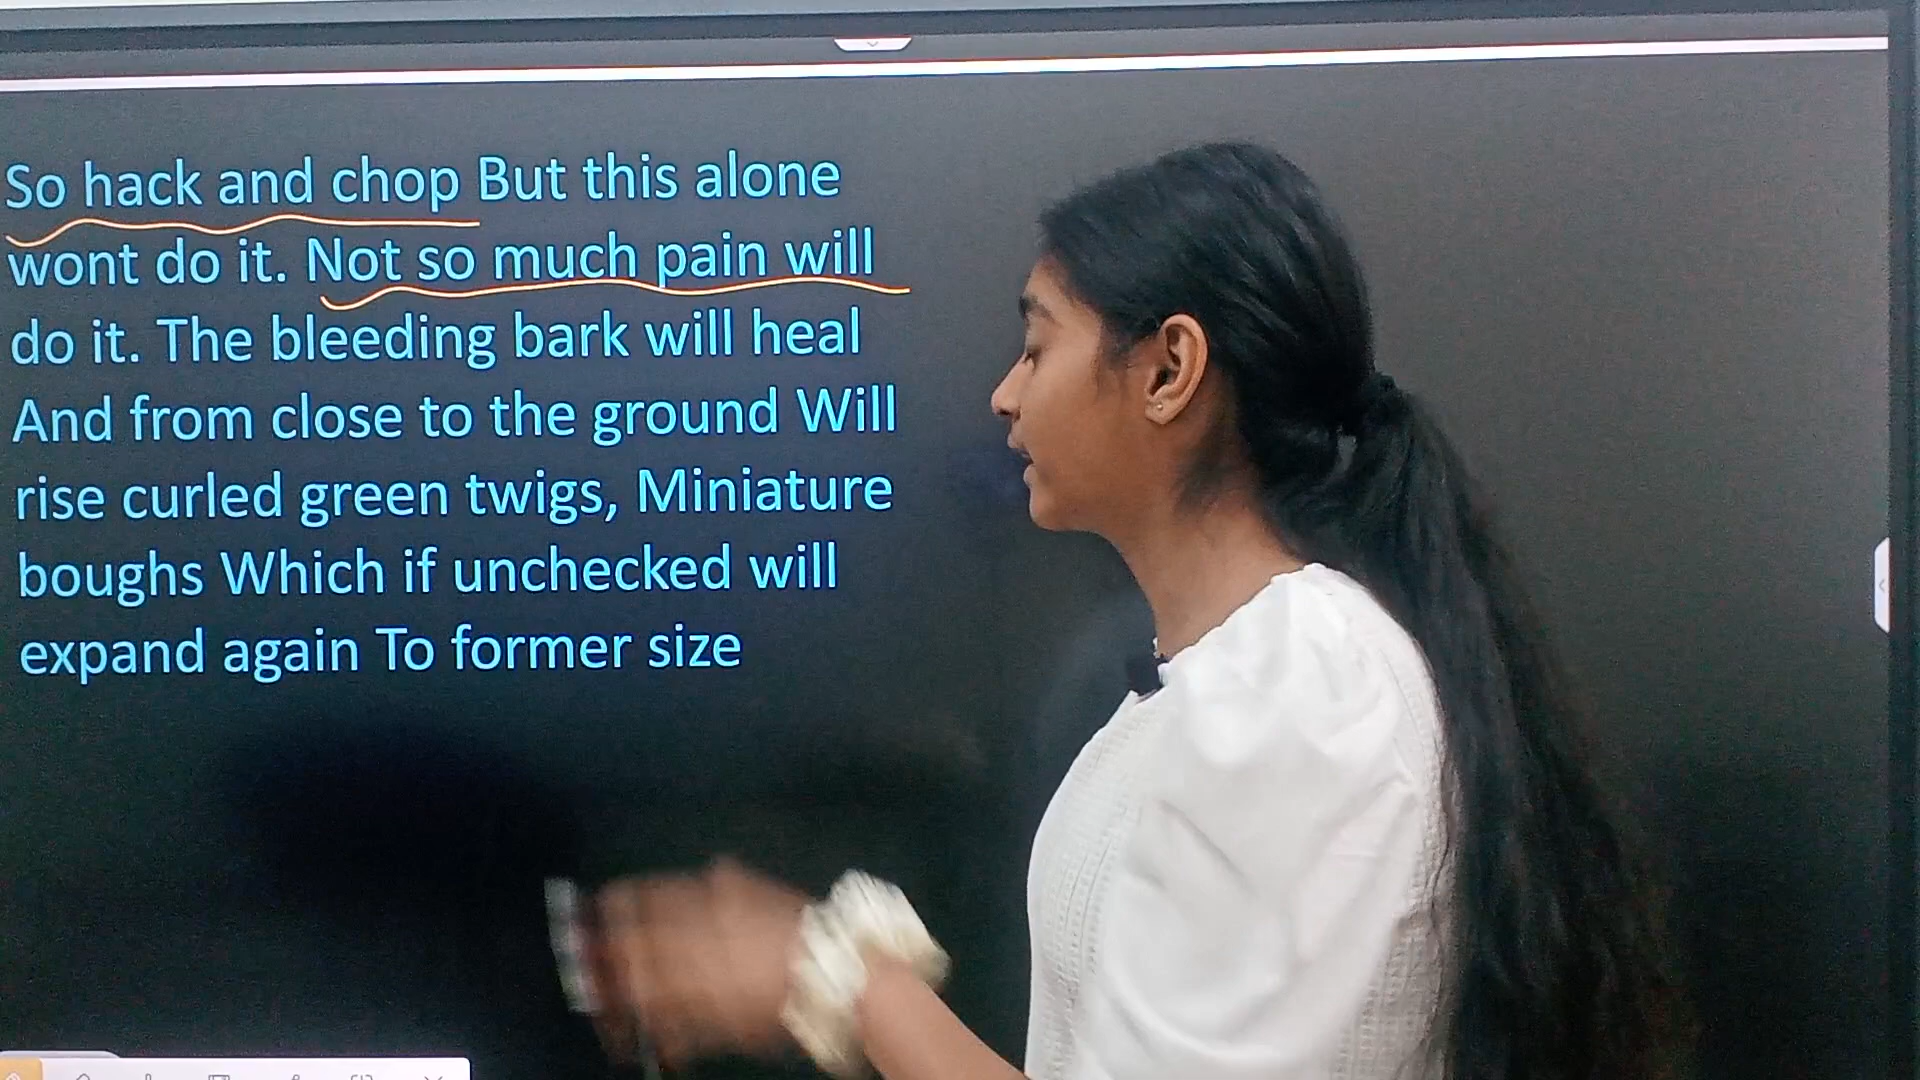 So hack and chop But this alone
wont do it. Not so much pain will
do it. The bleeding bark will heal
And from close to the ground Will
rise curled green twigs, Miniature
boughs Which if unchecked will
expand again To former size